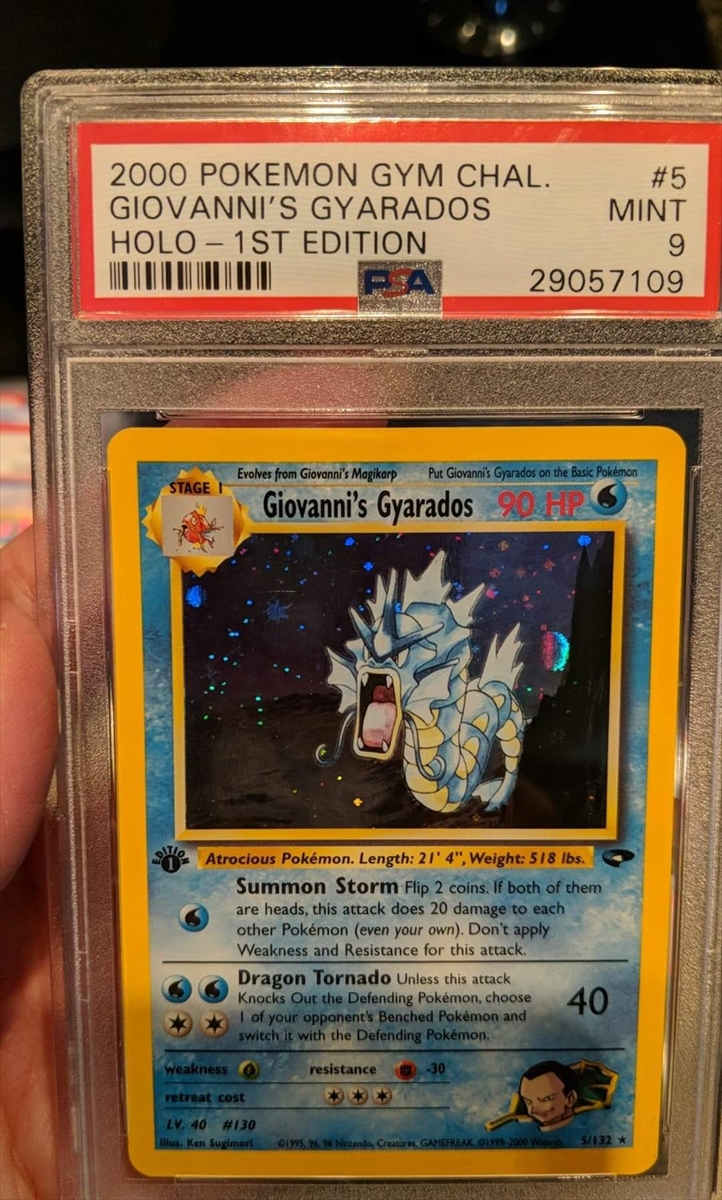 2000 POKEMON GYM CHAL. #5
GIOVANNI'S GYARADOS MINT
HOLO – 1ST EDITION 9
PSA 29057109
Evolves from Giovanni's Magikarp Put Giovanni's Gyarados on the Basic Pokémon
STAGE 1
Giovanni's Gyarados 90 HP
EDITION 1
Atrocious Pokémon. Length: 21' 4", Weight: 518 lbs.
Summon Storm Flip 2 coins. If both of them
are heads, this attack does 20 damage to each
other Pokémon (even your own). Don't apply
Weakness and Resistance for this attack.
Dragon Tornado Unless this attack
Knocks Out the Defending Pokémon, choose
1 of your opponent's Benched Pokémon and
switch it with the Defending Pokémon.
40
weakness resistance -30
retreat cost
LV. 40 #130
Illus. Ken Sugimori ©1995, 96, 98 Nintendo, Creatures, GAMEFREAK. ©1999-2000 Wizards. 5/132 ★